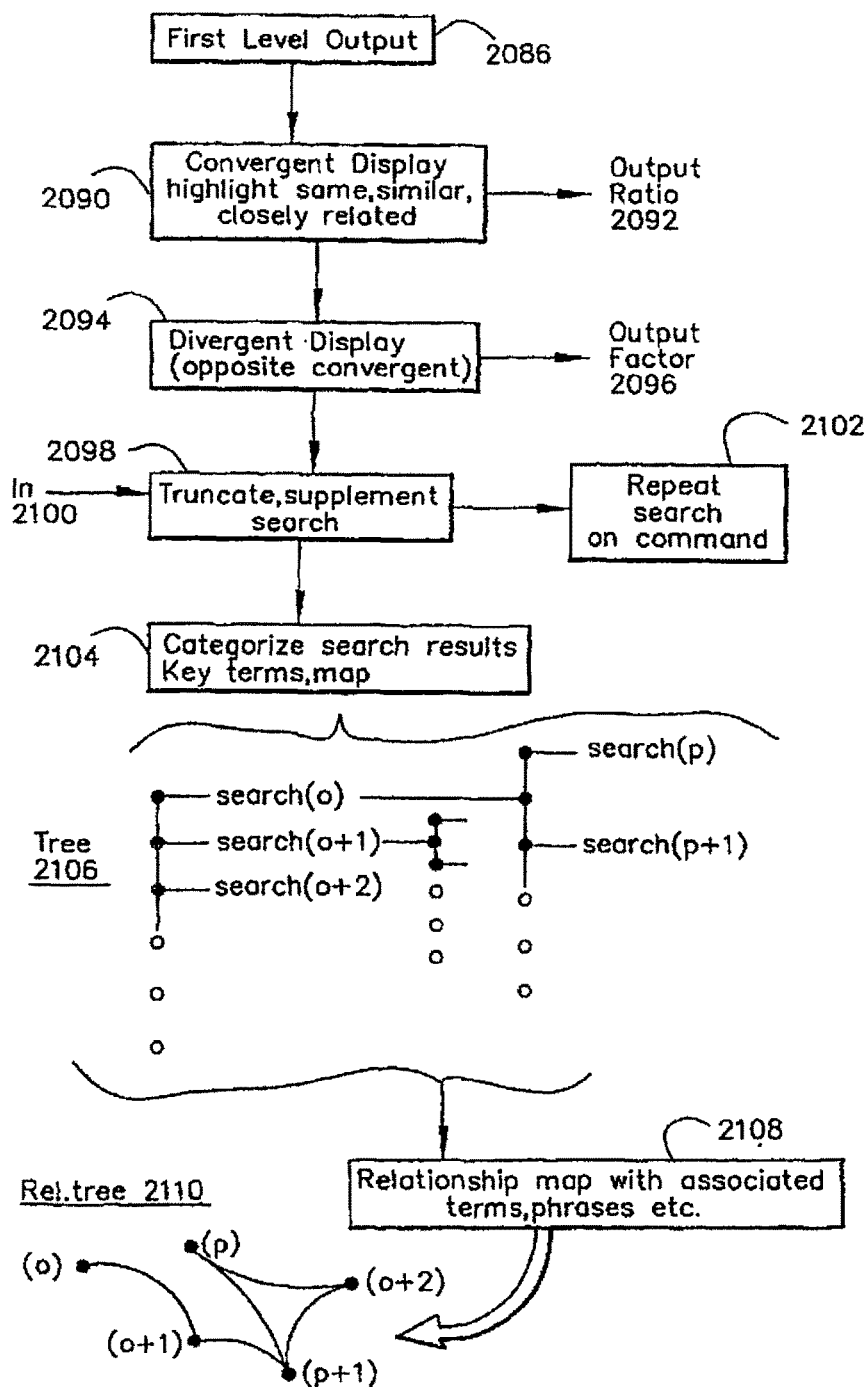 First Level Output
2086
Convergent Display
highlight same,similar,
closely related
2090
Output
Ratio
2092
2094
Divergent Display
(opposite convergent)
Output
Factor
2096
2098
In
2100
Truncate,supplement
search
2102
Repeat
search
on command
2104
Categorize search results
Key terms,map
search(p)
search(o)
Tree
2106
search(o+1)
search(p+1)
search(o+2)
2108
Relationship map with associated
terms,phrases etc.
Rel.tree 2110
(p)
(o)
(o+2)
(o+1)
(p+1)